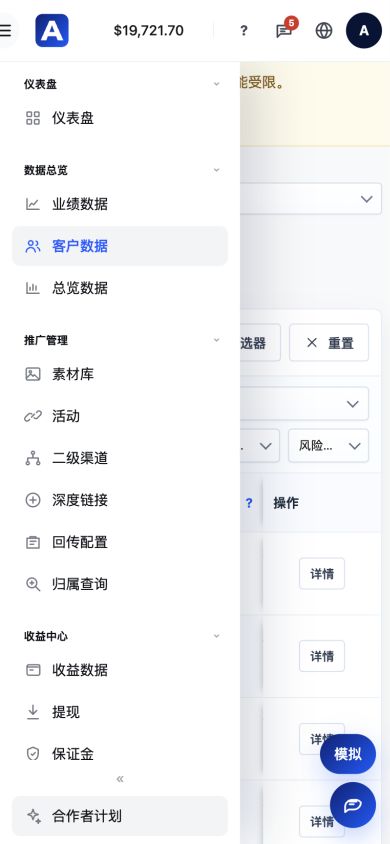 A
$19,721.70
?
5
A
仪表盘
能受限。
仪表盘
数据总览
业绩数据
客户数据
总览数据
推广管理
选器
重置
素材库
活动
风险...
二级渠道
深度链接
?
操作
回传配置
详情
归属查询
收益中心
详情
收益数据
提现
详情
保证金
模拟
«
合作者计划
详情